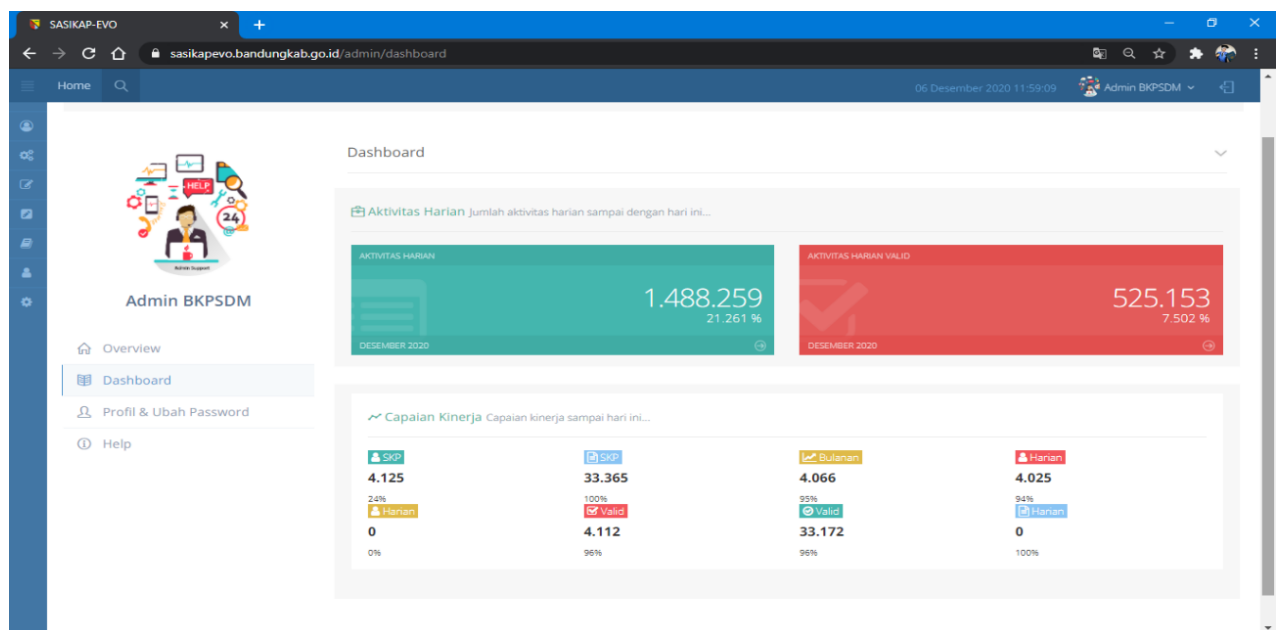 SASIKAP-EVO
sasikapevo.bandungkab.go.id/admin/dashboard
Home
06 Desember 2020 11:59:09
Admin BKPSDM
HELP
24
Admin Support
Admin BKPSDM
Overview
Dashboard
Profil & Ubah Password
Help
Dashboard
Aktivitas Harian Jumlah aktivitas harian sampai dengan hari ini...
AKTIVITAS HARIAN
1.488.259
21.261 %
DESEMBER 2020
AKTIVITAS HARIAN VALID
525.153
7.502 %
DESEMBER 2020
Capaian Kinerja Capaian kinerja sampai hari ini...
SKP
4.125
24%
SKP
33.365
100%
Bulanan
4.066
95%
Harian
4.025
94%
Harian
0
0%
Valid
4.112
96%
Valid
33.172
96%
Harian
0
100%